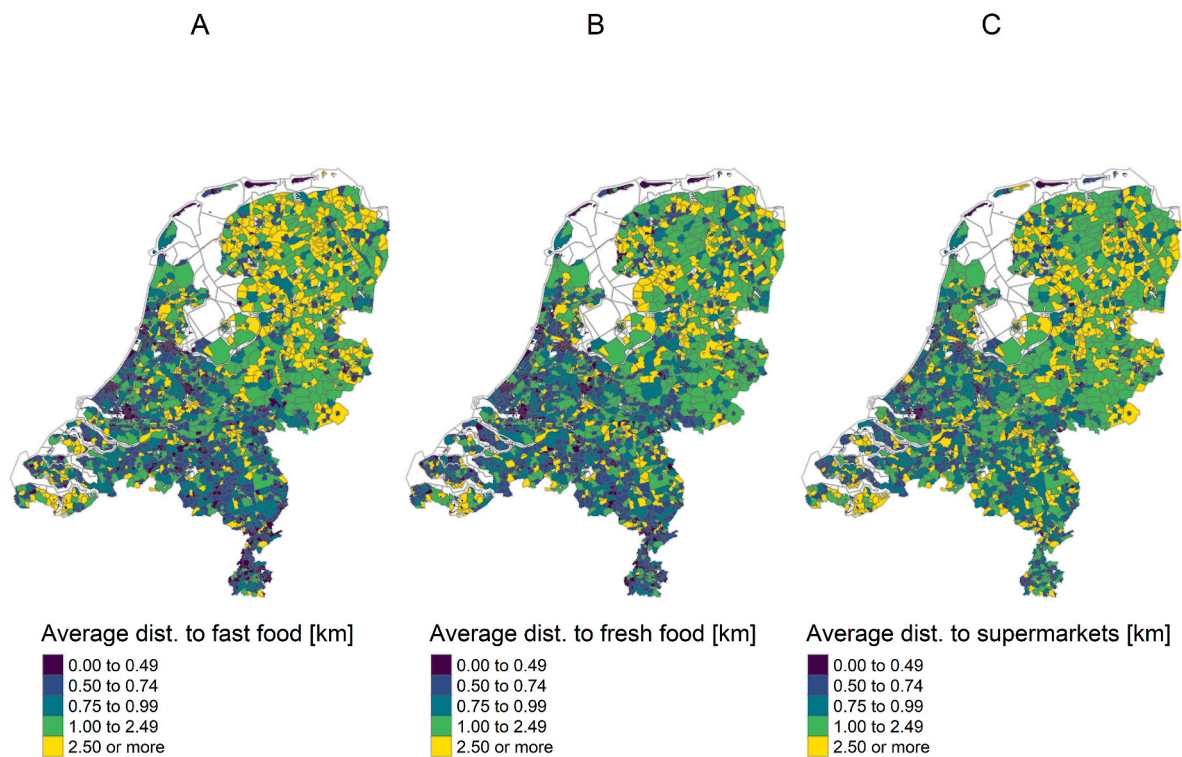 A
B
C
Average dist. to fast food [km]
0.00 to 0.49
0.50 to 0.74
0.75 to 0.99
1.00 to 2.49
2.50 or more
Average dist. to fresh food [km]
0.00 to 0.49
0.50 to 0.74
0.75 to 0.99
1.00 to 2.49
2.50 or more
Average dist. to supermarkets [km]
0.00 to 0.49
0.50 to 0.74
0.75 to 0.99
1.00 to 2.49
2.50 or more